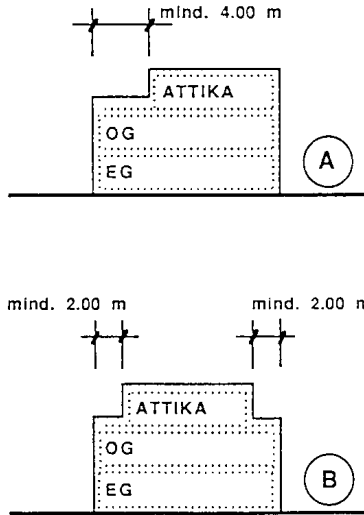 mind. 4.00 m
ATTIKA
OG
EG
A
mind. 2.00 m mind. 2.00 m
ATTIKA
OG
EG
B